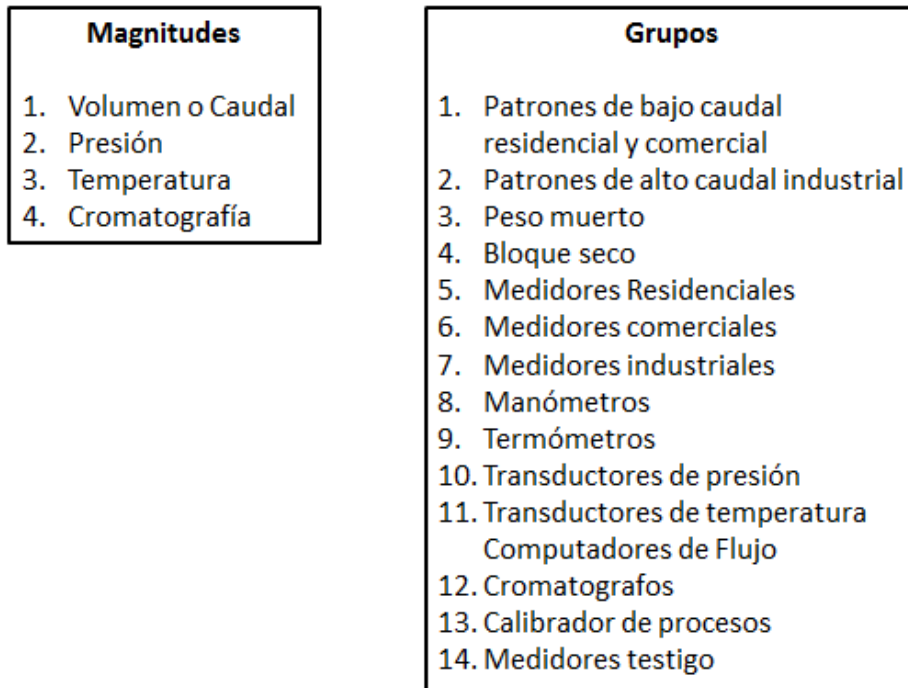 Magnitudes
1. Volumen o Caudal
2. Presión
3. Temperatura
4. Cromatografía
Grupos
1. Patrones de bajo caudal
residencial y comercial
2. Patrones de alto caudal industrial
3. Peso muerto
4. Bloque seco
5. Medidores Residenciales
6. Medidores comerciales
7. Medidores industriales
8. Manómetros
9. Termómetros
10. Transductores de presión
11. Transductores de temperatura
Computadores de Flujo
12. Cromatografos
13. Calibrador de procesos
14. Medidores testigo